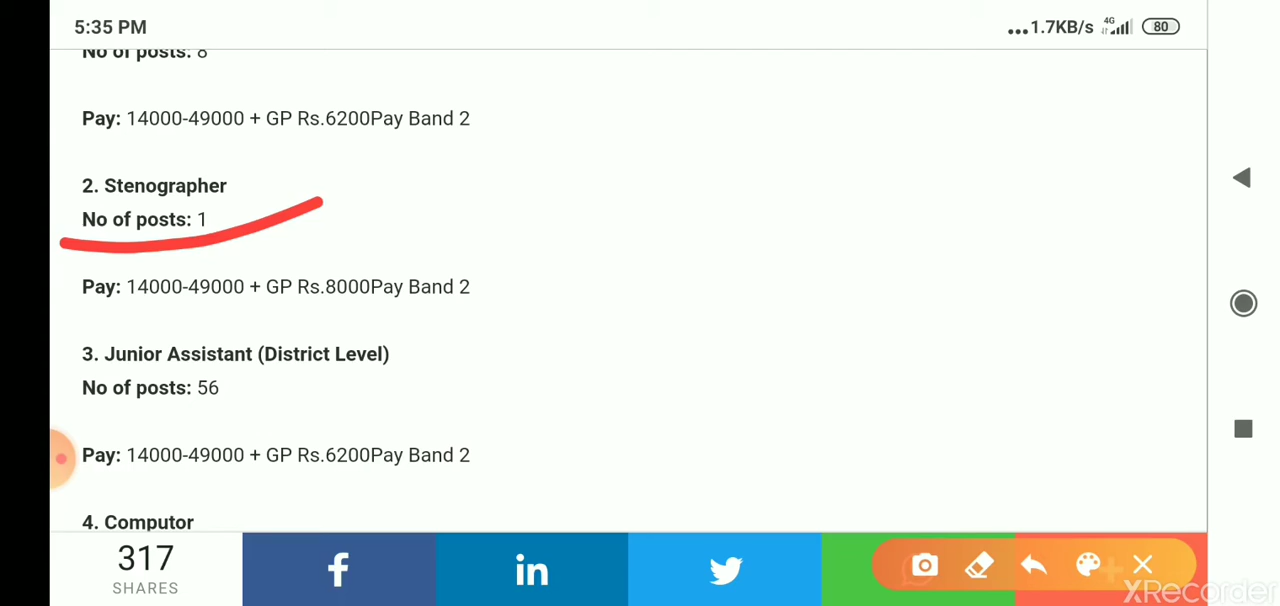 5:35 PM
...1.7KB/s 4G 80
No of posts: 8
Pay: 14000-49000 + GP Rs.6200Pay Band 2
2. Stenographer
No of posts: 1
Pay: 14000-49000 + GP Rs.8000Pay Band 2
3. Junior Assistant (District Level)
No of posts: 56
Pay: 14000-49000 + GP Rs.6200Pay Band 2
4. Computor
317
SHARES
f
in
XRecorder